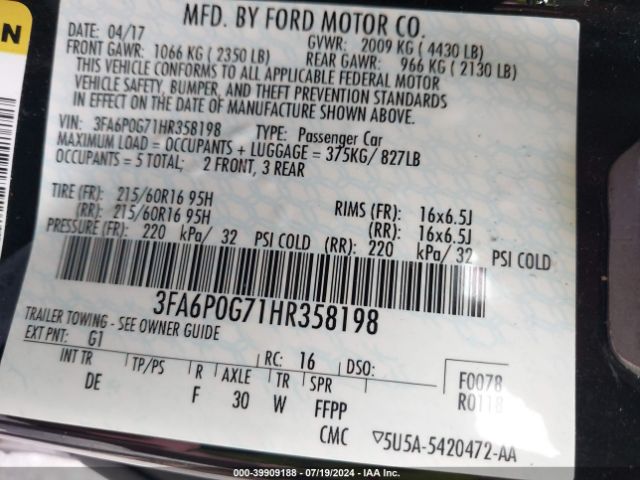 ON
MFD. BY FORD MOTOR CO.
DATE: 04/17 GVWR: 2009 KG ( 4430 LB)
FRONT GAWR: 1066 KG ( 2350 LB) REAR GAWR: 966 KG ( 2130 LB)
THIS VEHICLE CONFORMS TO ALL APPLICABLE FEDERAL MOTOR
VEHICLE SAFETY, BUMPER, AND THEFT PREVENTION STANDARDS
IN EFFECT ON THE DATE OF MANUFACTURE SHOWN ABOVE.
VIN: 3FA6P0G71HR358198 TYPE: Passenger Car
MAXIMUM LOAD = OCCUPANTS + LUGGAGE = 375KG/ 827LB
OCCUPANTS = 5 TOTAL; 2 FRONT, 3 REAR
TIRE (FR): 215/60R16 95H RIMS (FR): 16x6.5J
(RR): 215/60R16 95H (RR): 16x6.5J
PRESSURE (FR): 220 kPa/ 32 PSI COLD (RR): 220 kPa/ 32 PSI COLD
3FA6P0G71HR358198
TRAILER TOWING - SEE OWNER GUIDE
EXT PNT: G1 RC: 16 DSO: F0078
R0118
INT TR TP/PS R AXLE TR SPR
DE F 30 W FFPP
CMC ▽5U5A-5420472-AA
000-39909188 - 07/19/2024 - IAA Inc.